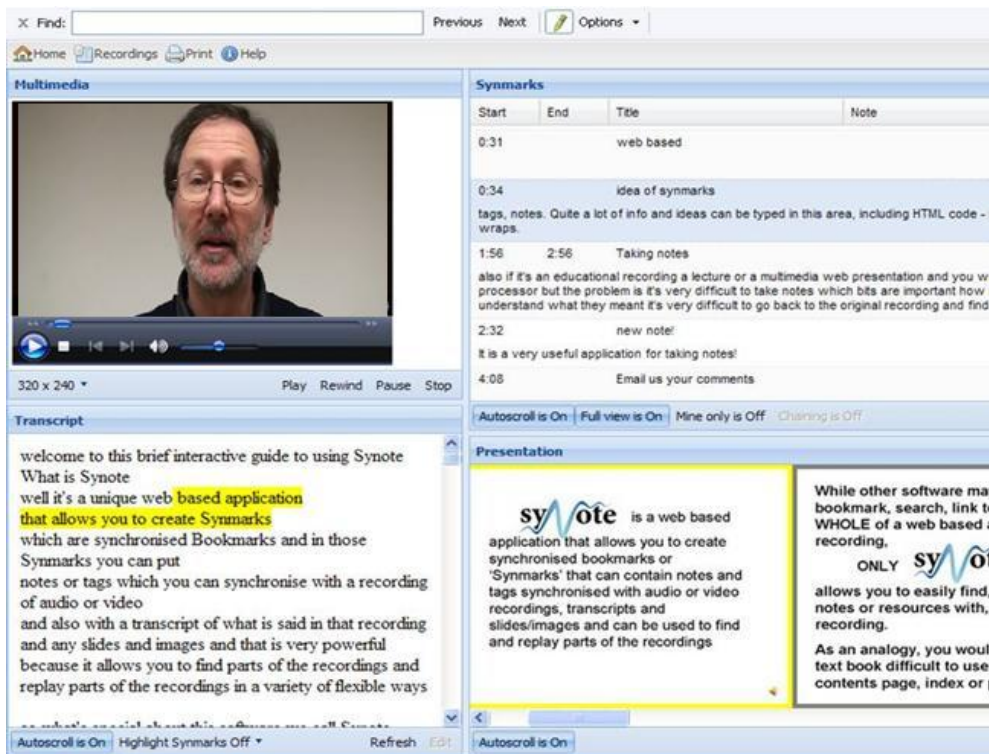 x Find: Previous Next Options
Home Recordings Print Help
Multimedia
320 x 240 Play Rewind Pause Stop
Synmarks
Start End Title Note
0:31 web based
0:34 idea of synmarks
tags, notes. Quite a lot of info and ideas can be typed in this area, including HTML code -
wraps.
1:56 2:56 Taking notes
also if it's an educational recording a lecture or a multimedia web presentation and you w
processor but the problem is it's very difficult to take notes which bits are important how
understand what they meant it's very difficult to go back to the original recording and find
2:32 new note!
It is a very useful application for taking notes!
4:08 Email us your comments
Autoscroll is On Full view is On Mine only is Off Chaining is Off
Transcript
welcome to this brief interactive guide to using Synote
What is Synote
well it's a unique web based application
that allows you to create Synmarks
which are synchronised Bookmarks and in those
Synmarks you can put
notes or tags which you can synchronise with a recording
of audio or video
and also with a transcript of what is said in that recording
and any slides and images and that is very powerful
because it allows you to find parts of the recordings and
replay parts of the recordings in a variety of flexible ways
so what's special about this software we call Synote
Autoscroll is On Highlight Synmarks Off Refresh Edit
Presentation
synote is a web based
application that allows you to create
synchronised bookmarks or
'Synmarks' that can contain notes and
tags synchronised with audio or video
recordings, transcripts and
slides/images and can be used to find
and replay parts of the recordings
While other software ma
bookmark, search, link t
WHOLE of a web based a
recording,
ONLY synot
allows you to easily find,
notes or resources with,
recording.
As an analogy, you woul
text book difficult to use
contents page, index or
Autoscroll is On